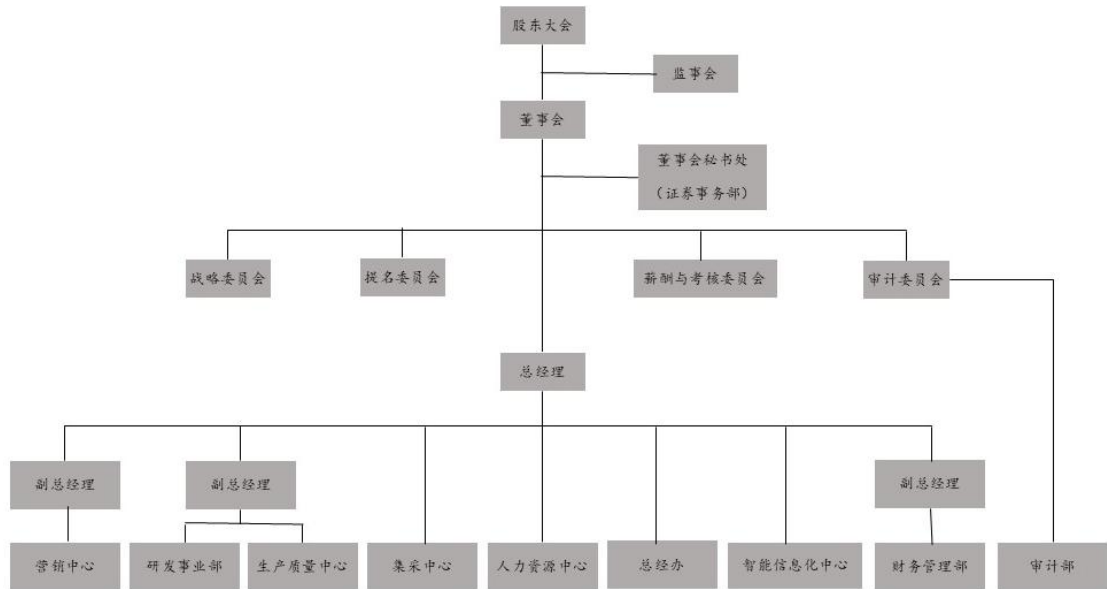 股东大会
监事会
董事会
董事会秘书处
（证券事务部）
战略委员会
提名委员会
薪酬与考核委员会
审计委员会
总经理
副总经理
副总经理
副总经理
营销中心
研发事业部
生产质量中心
集采中心
人力资源中心
总经办
智能信息化中心
财务管理部
审计部